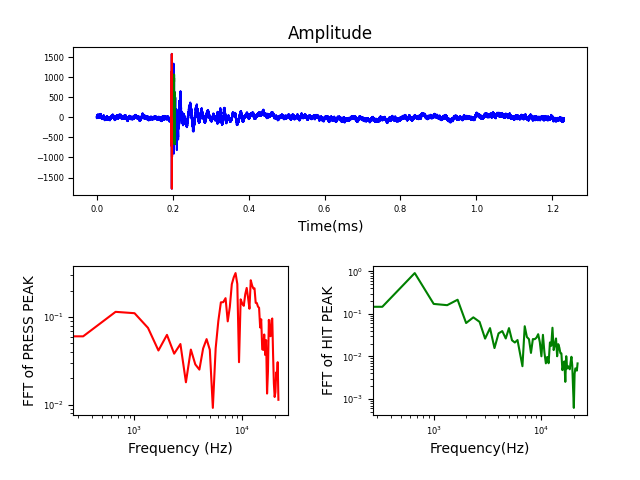 Amplitude
1500
1000
500
0
−500
−1000
−1500
0.0 0.2 0.4 0.6 0.8 1.0 1.2
Time(ms)
FFT of PRESS PEAK
10⁻¹
10⁻²
10³ 10⁴
Frequency (Hz)
FFT of HIT PEAK
10⁰
10⁻¹
10⁻²
10⁻³
10³ 10⁴
Frequency(Hz)